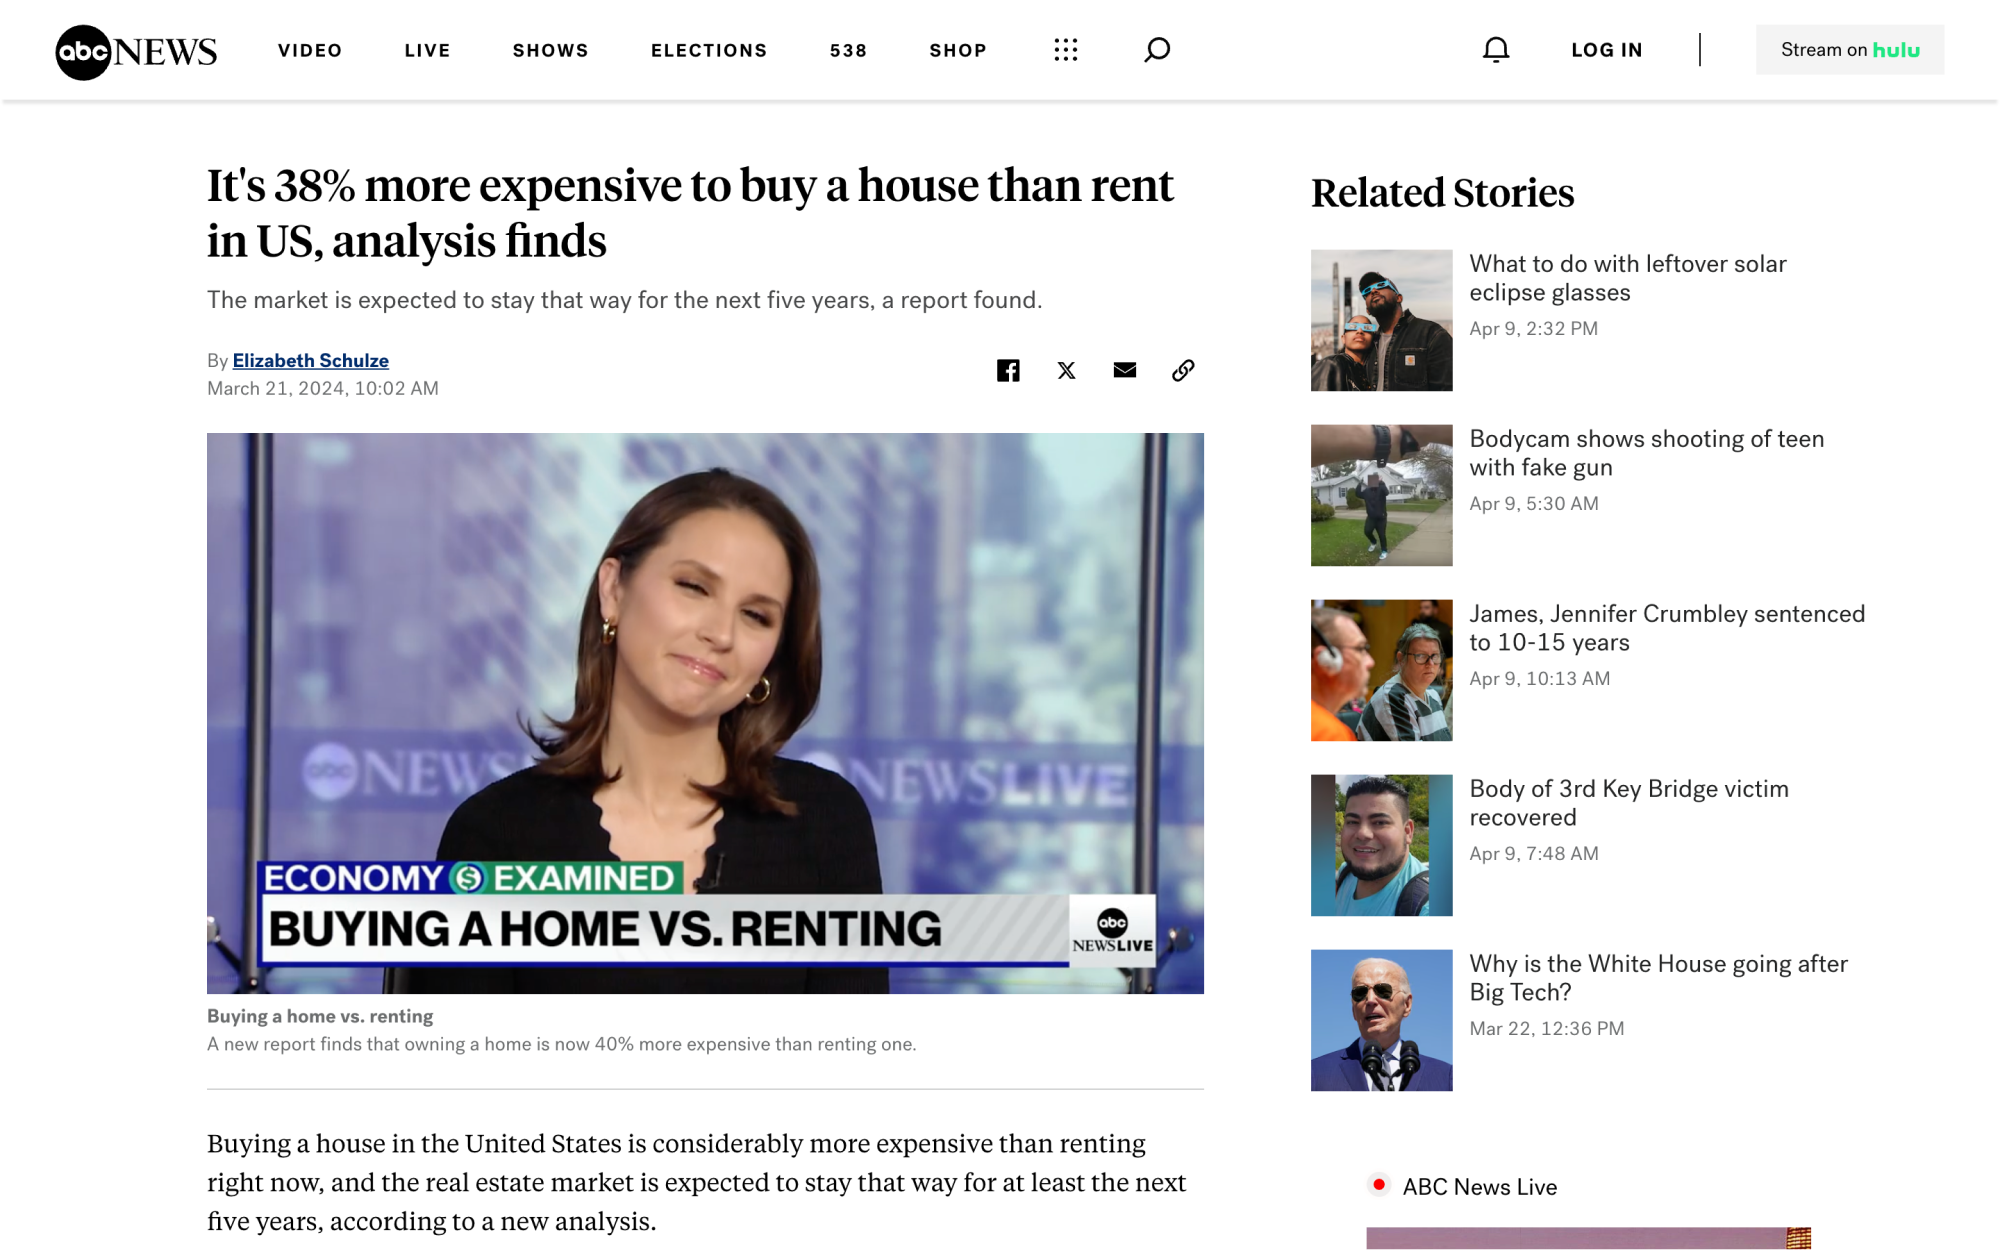 abc NEWS
VIDEO
LIVE
SHOWS
ELECTIONS
538
SHOP
LOG IN
Stream on hulu
It's 38% more expensive to buy a house than rent
in US, analysis finds
The market is expected to stay that way for the next five years, a report found.
By Elizabeth Schulze
March 21, 2024, 10:02 AM
abc NEWS
NEWSLIVE
ECONOMY $ EXAMINED
BUYING A HOME VS. RENTING
abc
NEWSLIVE
Buying a home vs. renting
A new report finds that owning a home is now 40% more expensive than renting one.
Buying a house in the United States is considerably more expensive than renting
right now, and the real estate market is expected to stay that way for at least the next
five years, according to a new analysis.
Related Stories
What to do with leftover solar
eclipse glasses
Apr 9, 2:32 PM
Bodycam shows shooting of teen
with fake gun
Apr 9, 5:30 AM
James, Jennifer Crumbley sentenced
to 10-15 years
Apr 9, 10:13 AM
Body of 3rd Key Bridge victim
recovered
Apr 9, 7:48 AM
Why is the White House going after
Big Tech?
Mar 22, 12:36 PM
ABC News Live